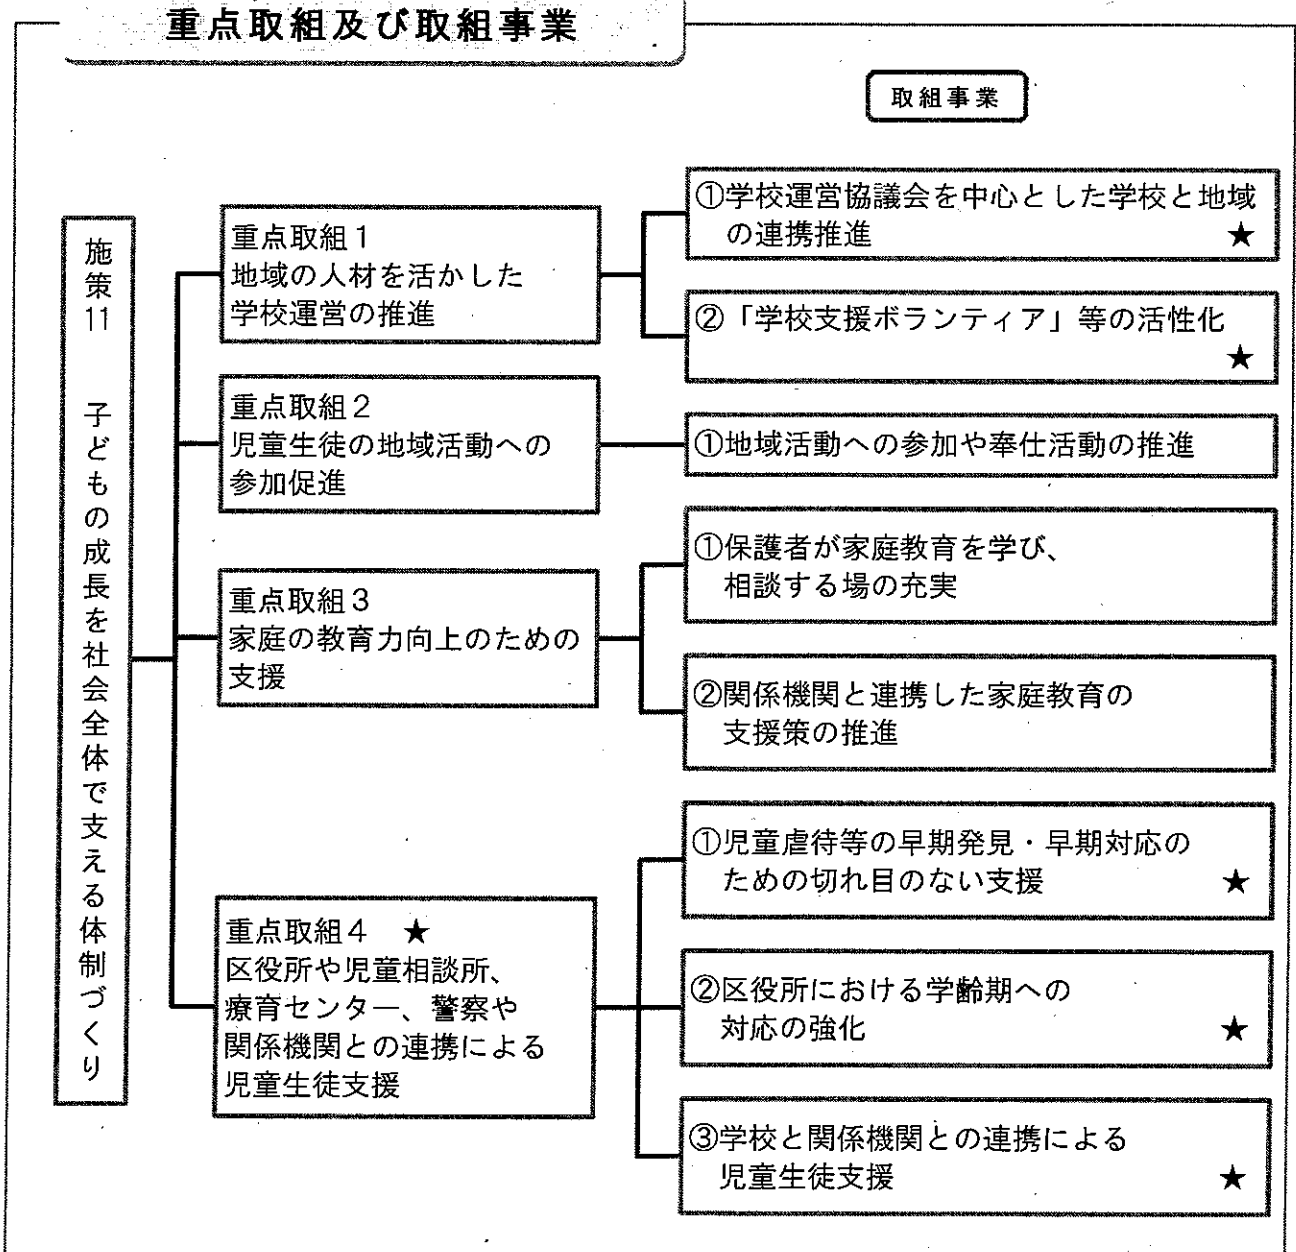 重点取組及び取組事業
取組事業
施策11 子どもの成長を社会全体で支える体制づくり
重点取組1
地域の人材を活かした
学校運営の推進
①学校運営協議会を中心とした学校と地域
の連携推進 ★
②「学校支援ボランティア」等の活性化
★
重点取組2
児童生徒の地域活動への
参加促進
①地域活動への参加や奉仕活動の推進
重点取組3
家庭の教育力向上のための
支援
①保護者が家庭教育を学び、
相談する場の充実
②関係機関と連携した家庭教育の
支援策の推進
重点取組4 ★
区役所や児童相談所、
療育センター、警察や
関係機関との連携による
児童生徒支援
①児童虐待等の早期発見・早期対応の
ための切れ目のない支援 ★
②区役所における学齢期への
対応の強化 ★
③学校と関係機関との連携による
児童生徒支援 ★